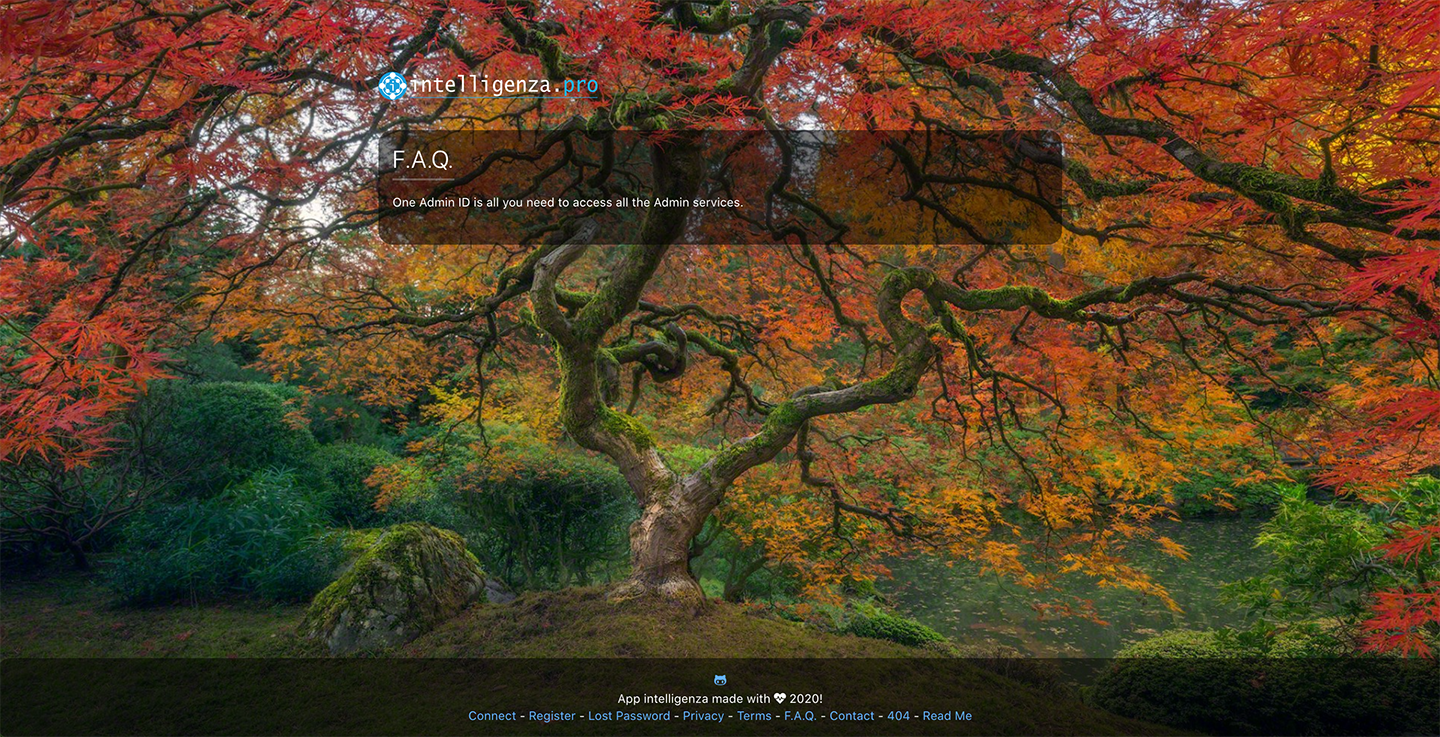 intelligenza.pro
F.A.Q.
One Admin ID is all you need to access all the Admin services.
App intelligenza made with 2020!
Connect - Register - Lost Password - Privacy - Terms - F.A.Q. - Contact - 404 - Read Me